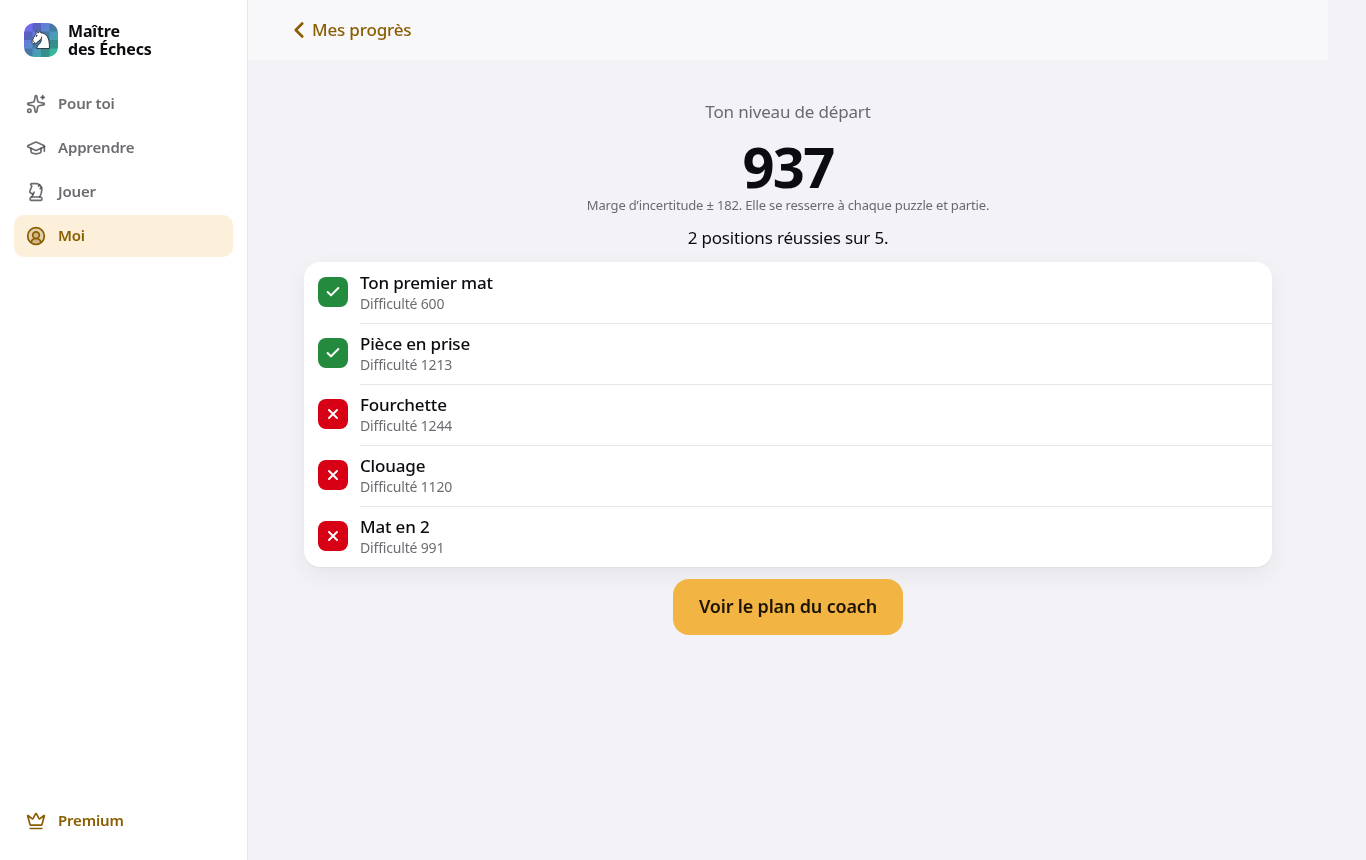 Maître
des Échecs
Pour toi
Apprendre
Jouer
Moi
Premium
Mes progrès
Ton niveau de départ
937
Marge d’incertitude ± 182. Elle se resserre à chaque puzzle et partie.
2 positions réussies sur 5.
Ton premier mat
Difficulté 600
Pièce en prise
Difficulté 1213
Fourchette
Difficulté 1244
Clouage
Difficulté 1120
Mat en 2
Difficulté 991
Voir le plan du coach